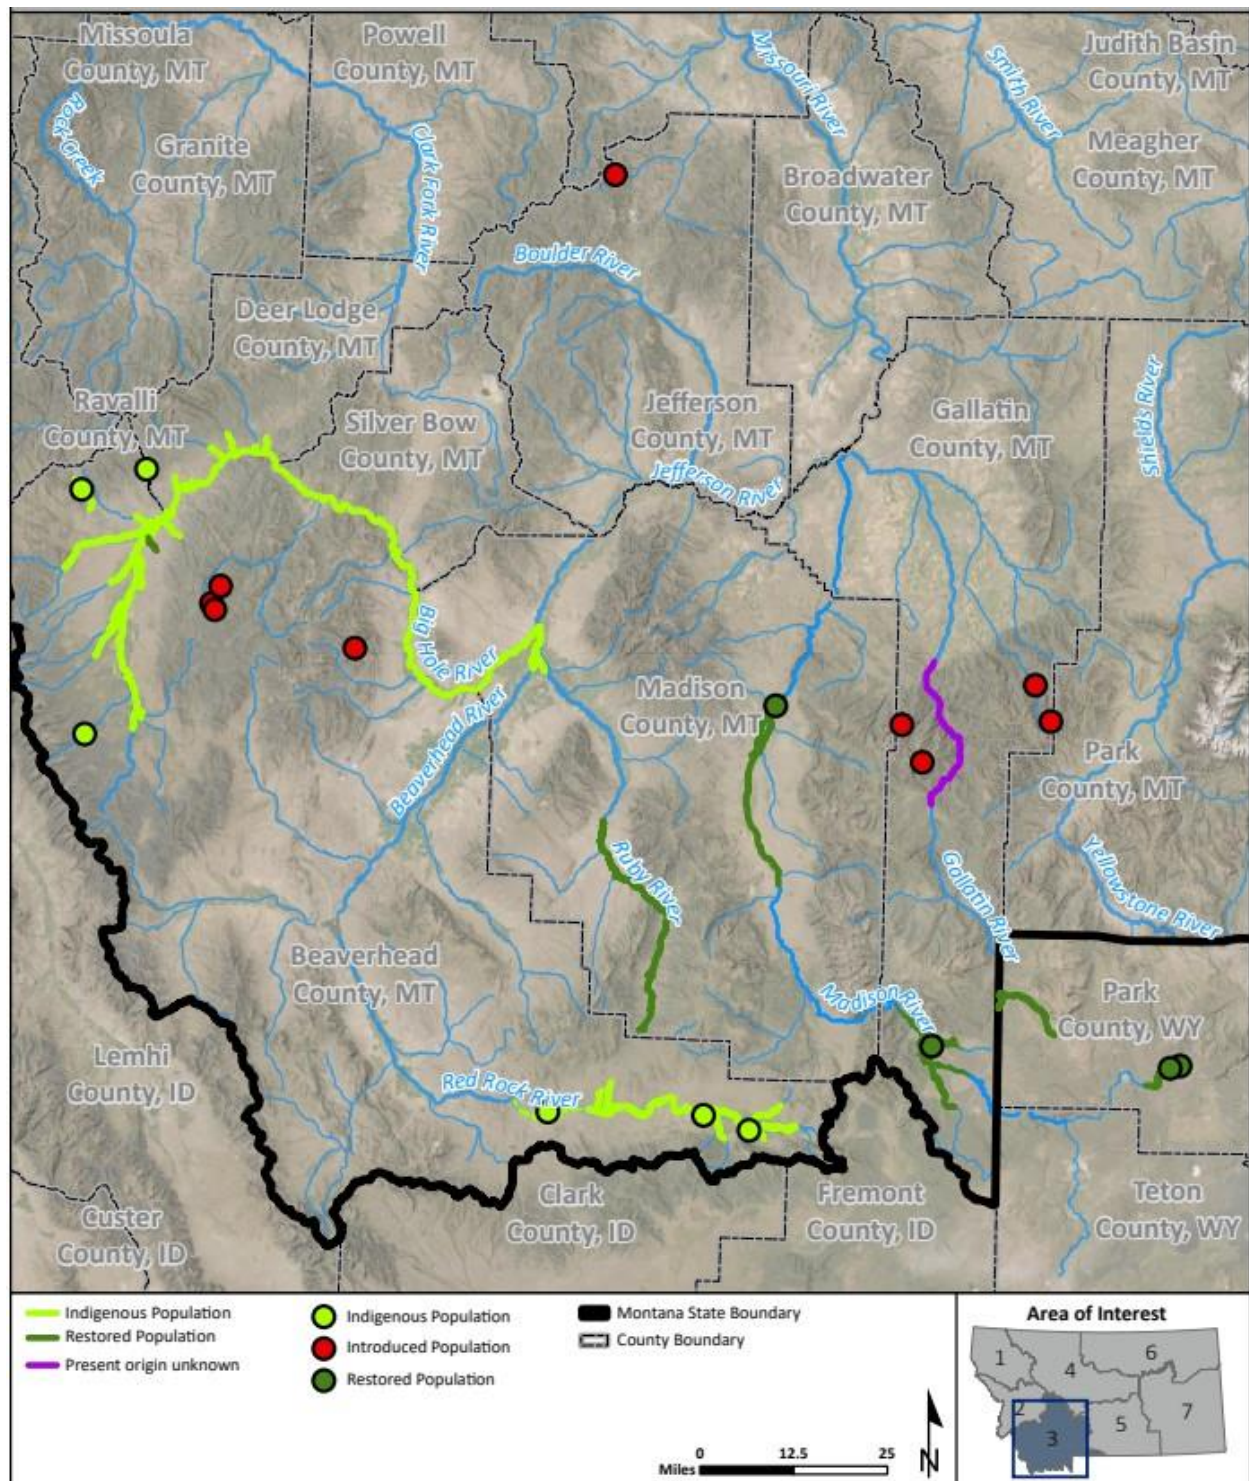 Missoula
County, MT
Powell
County, MT
Missouri River
Smith River
Judith Basin
County, MT
Rock Creek
Granite
County, MT
Clark Fork River
Broadwater
County, MT
Meagher
County, MT
Boulder River
Deer Lodge
County, MT
Ravalli
County, MT
Silver Bow
County, MT
Jefferson
County, MT
Jefferson River
Gallatin
County, MT
Shields River
Big Hole River
Beaverhead River
Madison
County, MT
Park
County, MT
Ruby River
Gallatin River
Yellowstone River
Beaverhead
County, MT
Madison River
Park
County, WY
Lemhi
County, ID
Red Rock River
Clark
County, ID
Fremont
County, ID
Teton
County, WY
Custer
County, ID
Indigenous Population
Restored Population
Present origin unknown
Indigenous Population
Introduced Population
Restored Population
Montana State Boundary
County Boundary
0 12.5 25
Miles
N
Area of Interest
1
2
3
4
5
6
7